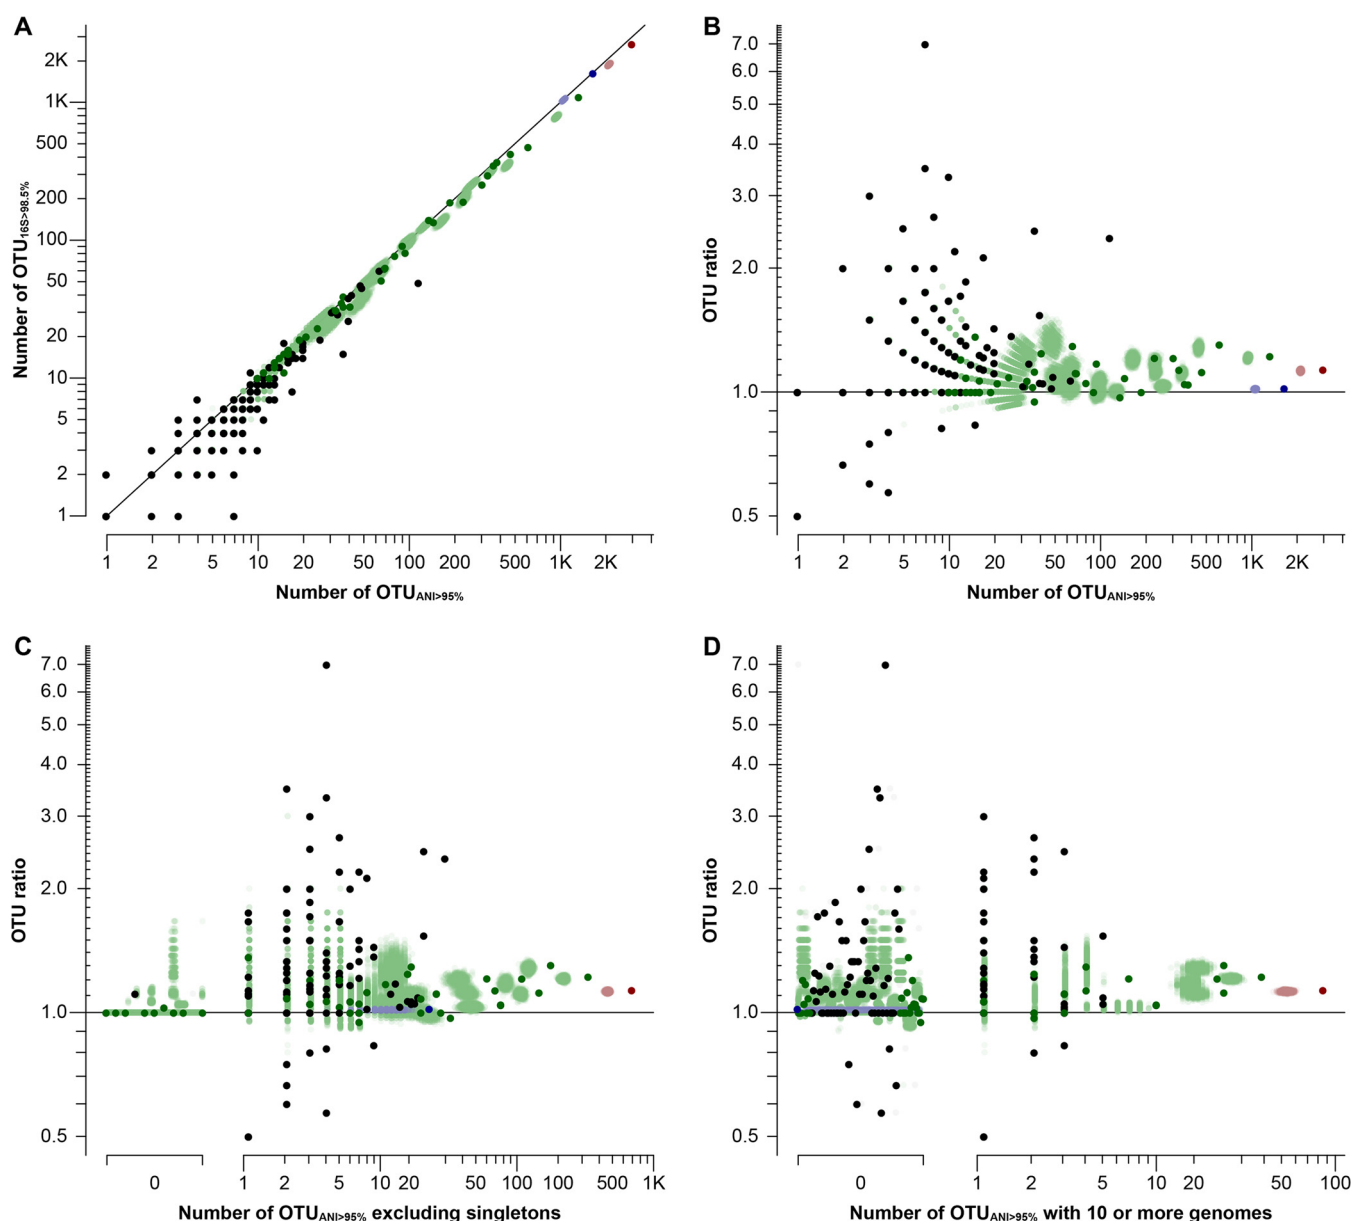 A
Number of OTU16S>98.5%
2K
1K
500
200
100
50
20
10
5
2
1
1 2 5 10 20 50 100 200 500 1K 2K
Number of OTUANI>95%
B
OTU ratio
7.0
6.0
5.0
4.0
3.0
2.0
1.0
0.5
1 2 5 10 20 50 100 200 500 1K 2K
Number of OTUANI>95%
C
OTU ratio
7.0
6.0
5.0
4.0
3.0
2.0
1.0
0.5
0 1 2 5 10 20 50 100 200 500 1K
Number of OTUANI>95% excluding singletons
D
OTU ratio
7.0
6.0
5.0
4.0
3.0
2.0
1.0
0.5
0 1 2 5 10 20 50 100
Number of OTUANI>95% with 10 or more genomes